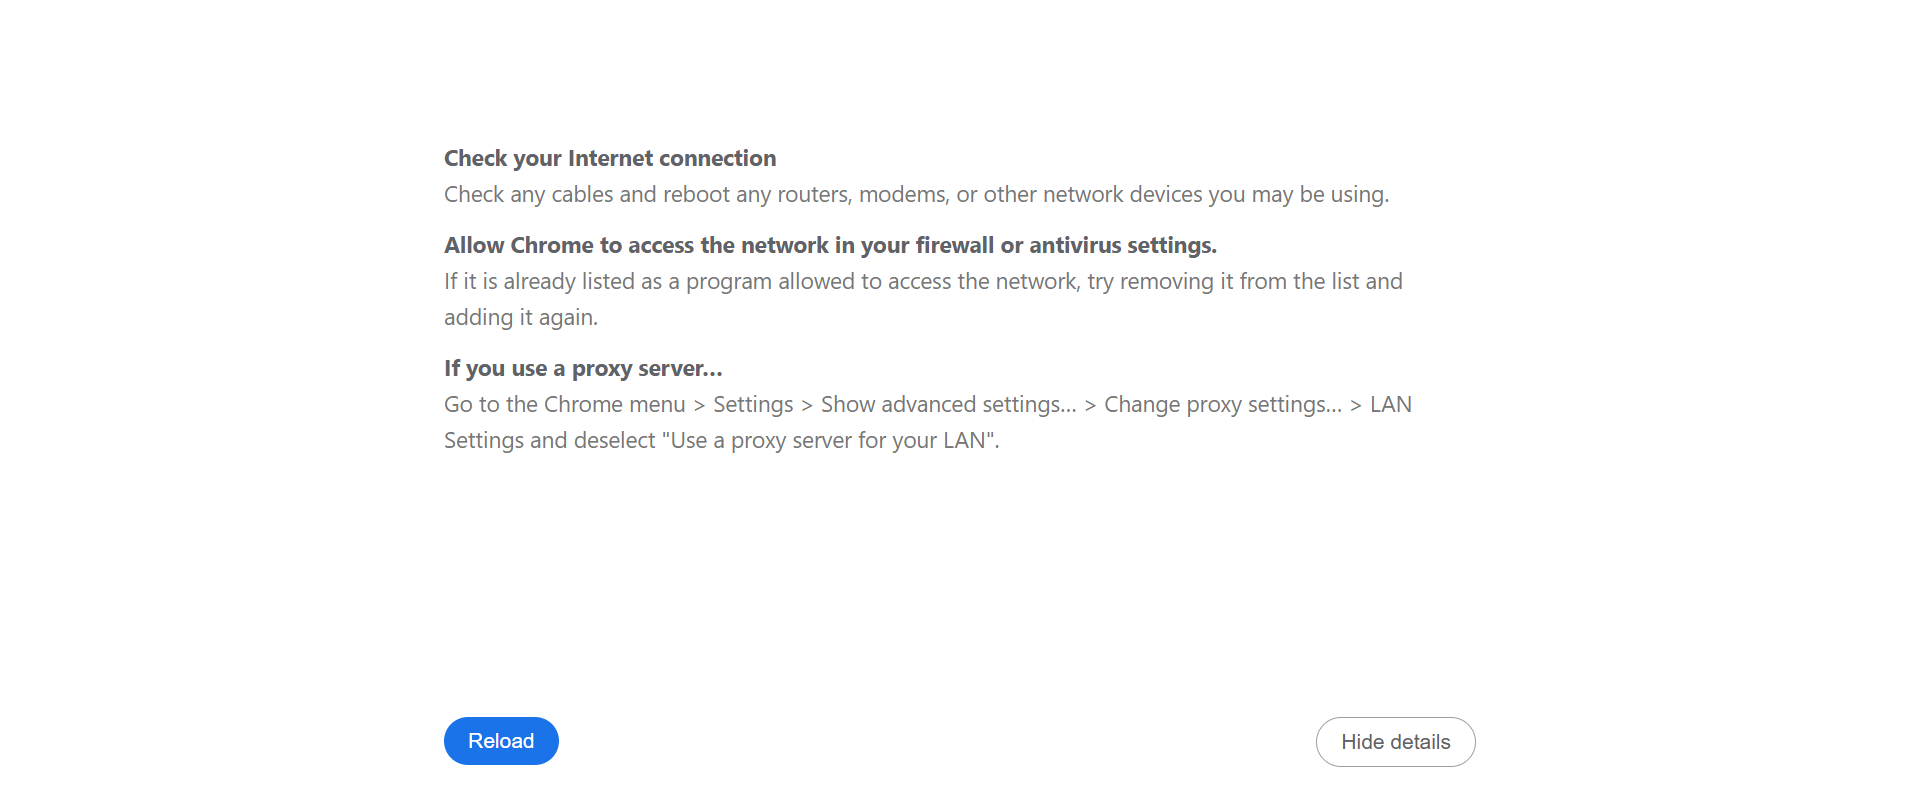 Check your Internet connection
Check any cables and reboot any routers, modems, or other network devices you may be using.
Allow Chrome to access the network in your firewall or antivirus settings.
If it is already listed as a program allowed to access the network, try removing it from the list and
adding it again.
If you use a proxy server…
Go to the Chrome menu > Settings > Show advanced settings… > Change proxy settings… > LAN
Settings and deselect "Use a proxy server for your LAN".
Reload
Hide details